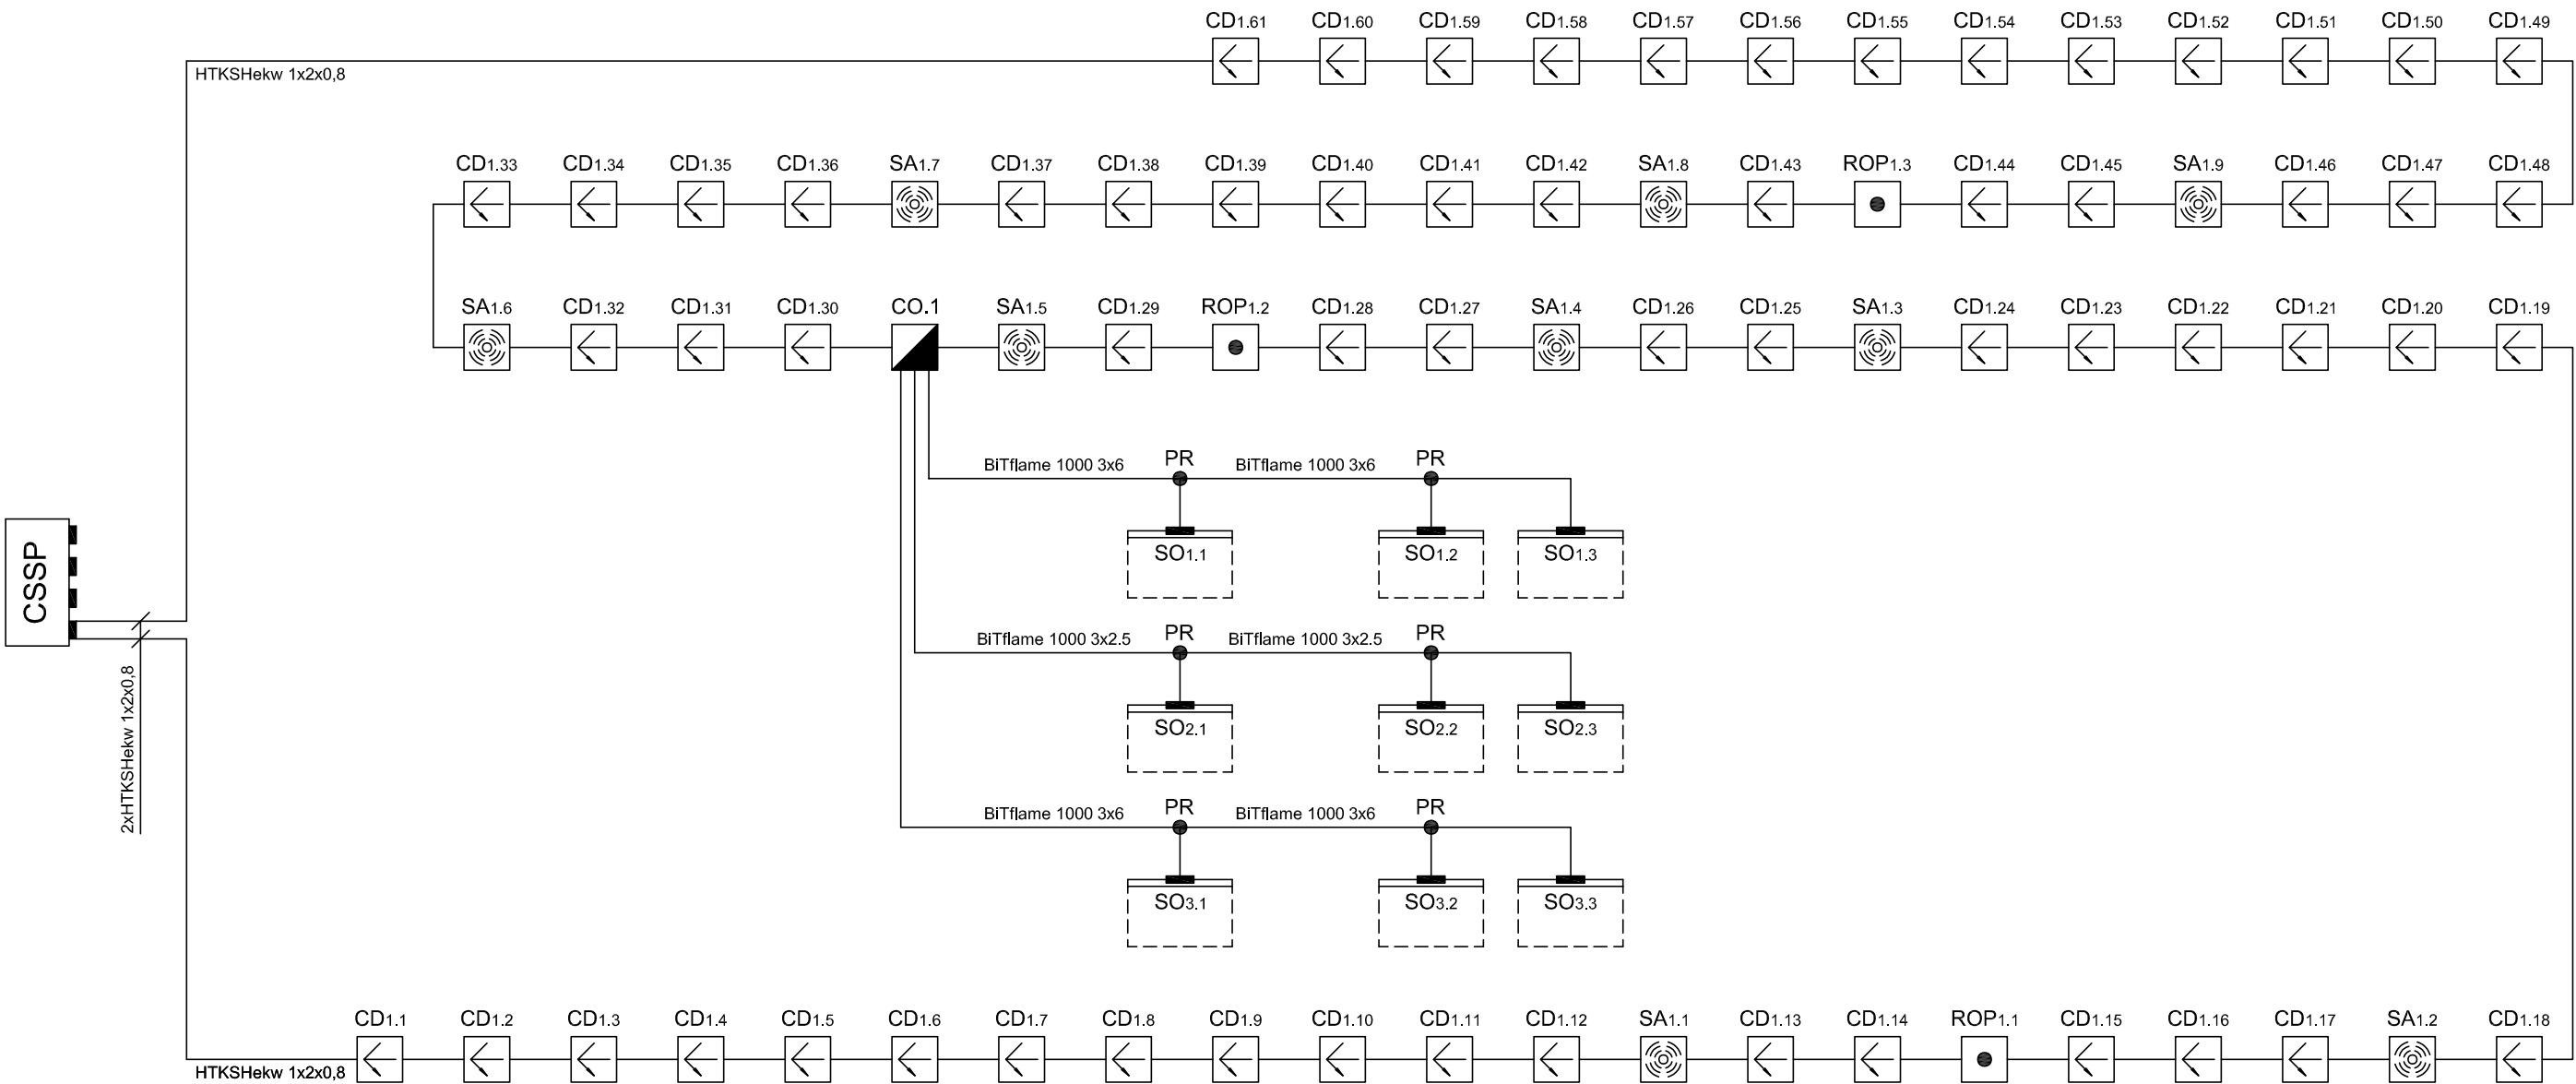 CD1.61 CD1.60 CD1.59 CD1.58 CD1.57 CD1.56 CD1.55 CD1.54 CD1.53 CD1.52 CD1.51 CD1.50 CD1.49
HTKSHekw 1x2x0,8
CD1.33 CD1.34 CD1.35 CD1.36 SA1.7 CD1.37 CD1.38 CD1.39 CD1.40 CD1.41 CD1.42 SA1.8 CD1.43 ROP1.3 CD1.44 CD1.45 SA1.9 CD1.46 CD1.47 CD1.48
SA1.6 CD1.32 CD1.31 CD1.30 CO.1 SA1.5 CD1.29 ROP1.2 CD1.28 CD1.27 SA1.4 CD1.26 CD1.25 SA1.3 CD1.24 CD1.23 CD1.22 CD1.21 CD1.20 CD1.19
BiTflame 1000 3x6 PR BiTflame 1000 3x6 PR
SO1.1 SO1.2 SO1.3
CSSP
BiTflame 1000 3x2.5 PR BiTflame 1000 3x2.5 PR
SO2.1 SO2.2 SO2.3
2xHTKSHekw 1x2x0,8
BiTflame 1000 3x6 PR BiTflame 1000 3x6 PR
SO3.1 SO3.2 SO3.3
CD1.1 CD1.2 CD1.3 CD1.4 CD1.5 CD1.6 CD1.7 CD1.8 CD1.9 CD1.10 CD1.11 CD1.12 SA1.1 CD1.13 CD1.14 ROP1.1 CD1.15 CD1.16 CD1.17 SA1.2 CD1.18
HTKSHekw 1x2x0,8